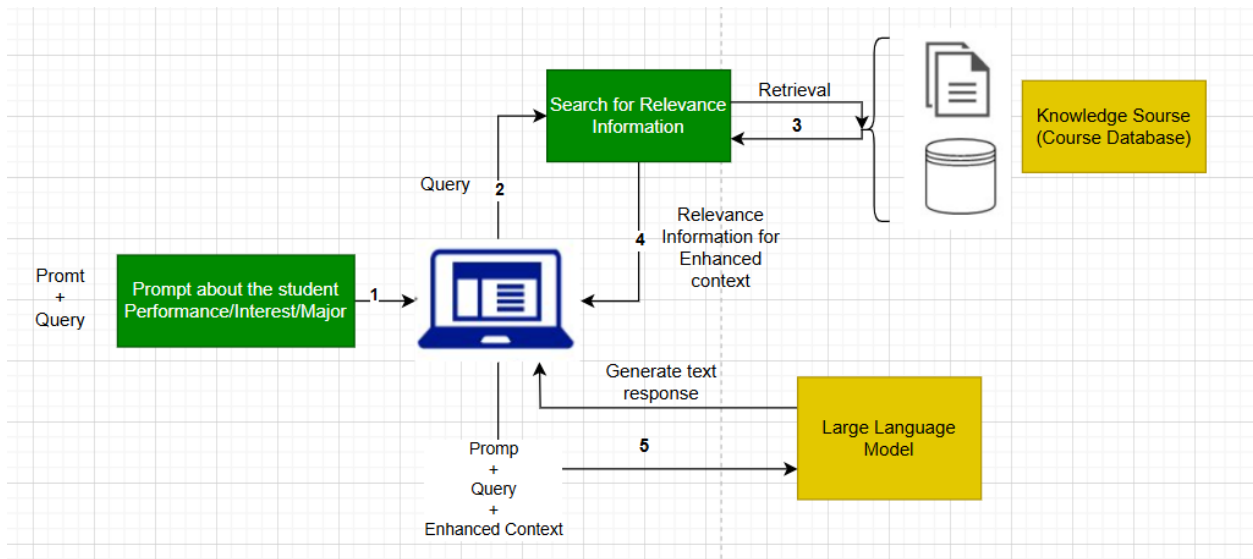 Search for Relevance
Information
Retrieval
3
Knowledge Sourse
(Course Database)
Query
2
4
Relevance
Information for
Enhanced
context
Promt
+
Query
Prompt about the student
Performance/Interest/Major
1
Generate text
response
Large Language
Model
5
Promp
+
Query
+
Enhanced Context